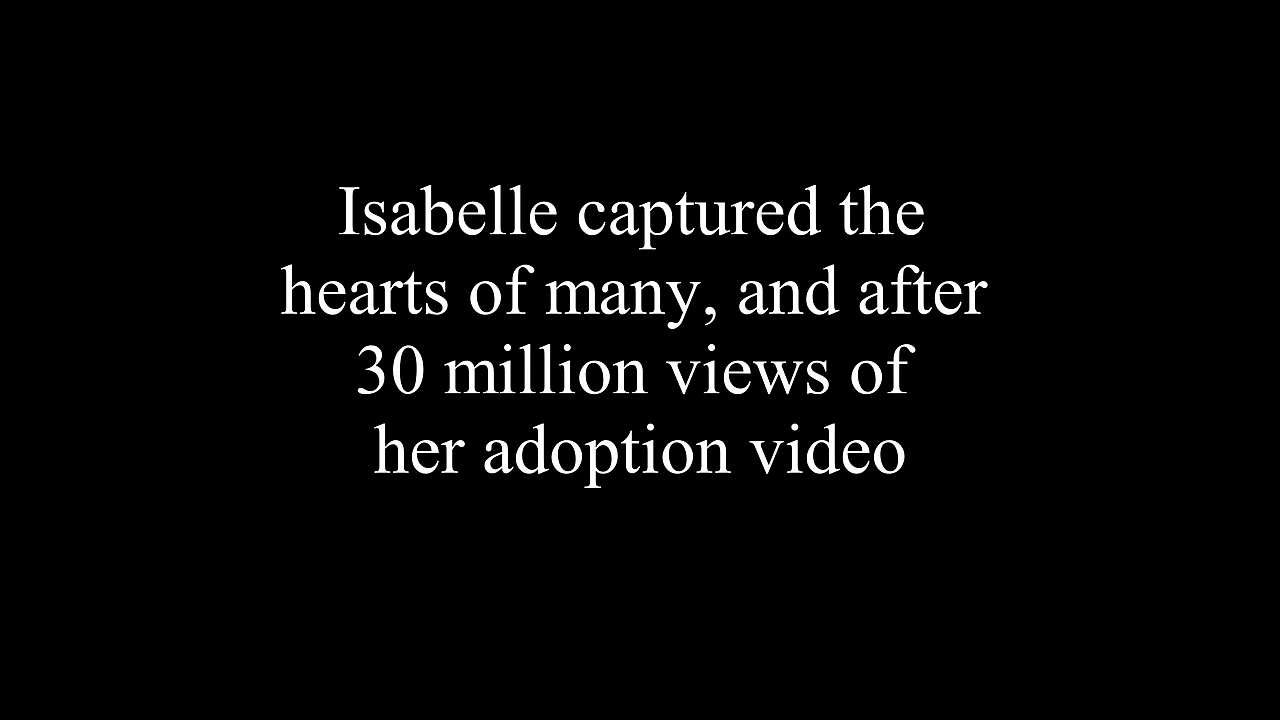 Isabelle captured the
hearts of many, and after
30 million views of
her adoption video